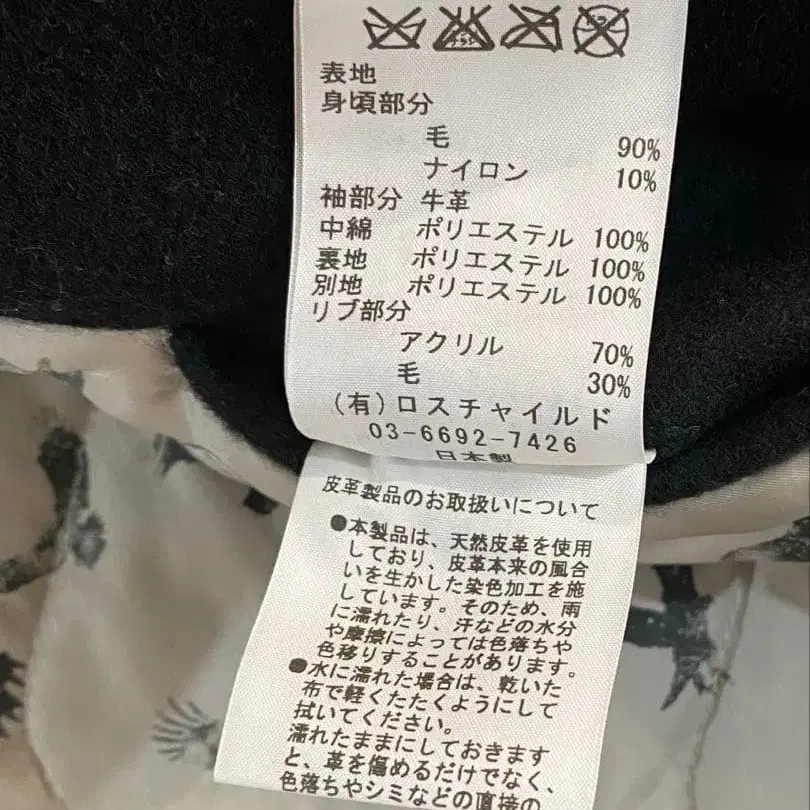 表地
身頃部分
毛 90%
ナイロン 10%
袖部分 牛革
中綿 ポリエステル 100%
裏地 ポリエステル 100%
別地 ポリエステル 100%
リブ部分
アクリル 70%
毛 30%
(有)ロスチャイルド
03-6692-7426
日本製
皮革製品のお取扱いについて
●本製品は、天然皮革を使用
しており、皮革本来の風合
いを生かした染色加工を施
しています。そのため、雨
に濡れたり、汗などの水分
や摩擦によっては色落ちや
色移りすることがあります。
●水に濡れた場合は、乾いた
布で軽くたたくようにして
拭いてください。
濡れたままにしておきます
と、革を傷めるだけでなく、
色落ちやシミなどの直接の